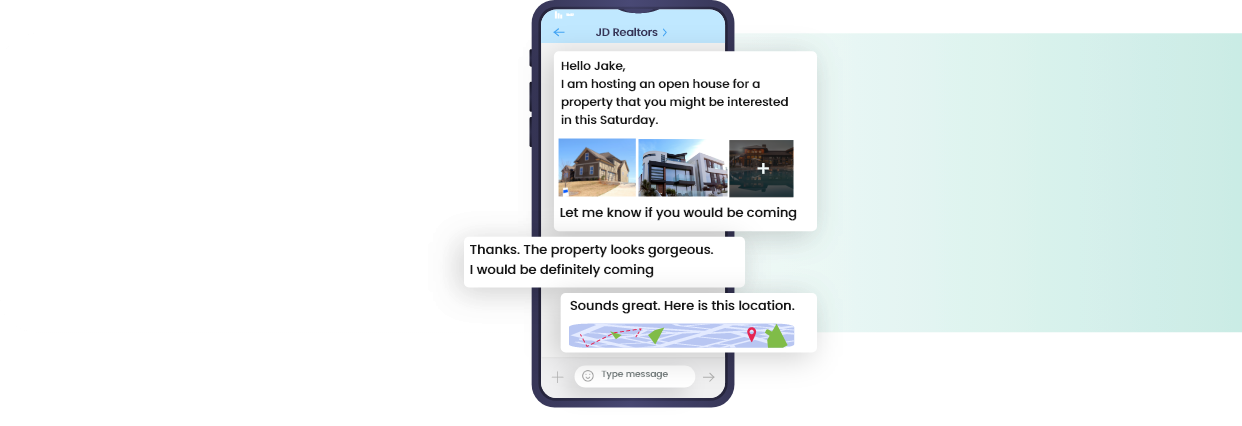 JD Realtors
Hello Jake,
I am hosting an open house for a
property that you might be interested
in this Saturday.
Let me know if you would be coming
Thanks. The property looks gorgeous.
I would be definitely coming
Sounds great. Here is this location.
Type message